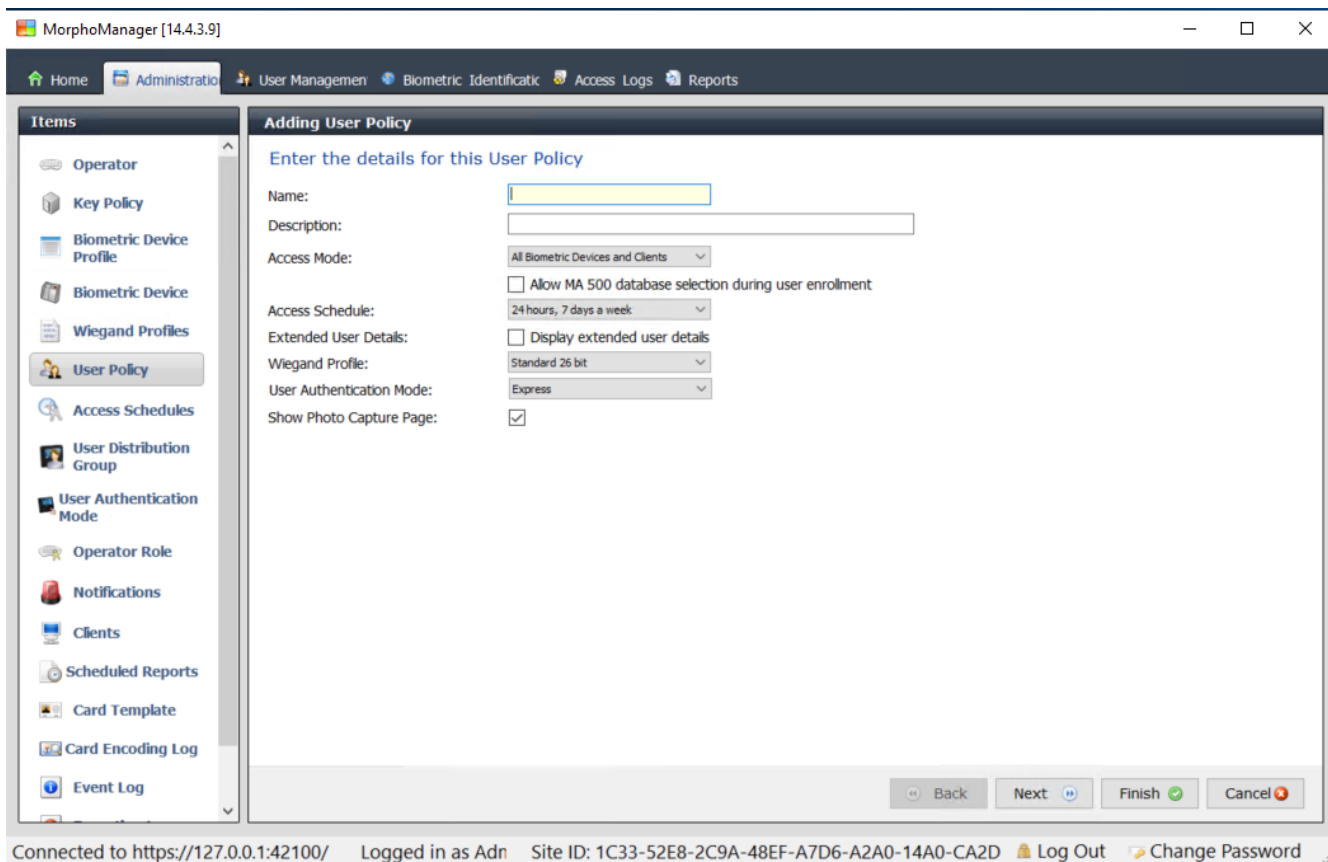 MorphoManager [14.4.3.9]
Home Administratio User Managemen Biometric Identificatic Access Logs Reports
Items
Operator
Key Policy
Biometric Device
Profile
Biometric Device
Wiegand Profiles
User Policy
Access Schedules
User Distribution
Group
User Authentication
Mode
Operator Role
Notifications
Clients
Scheduled Reports
Card Template
Card Encoding Log
Event Log
Adding User Policy
Enter the details for this User Policy
Name:
Description:
Access Mode: All Biometric Devices and Clients
Allow MA 500 database selection during user enrollment
Access Schedule: 24 hours, 7 days a week
Extended User Details: Display extended user details
Wiegand Profile: Standard 26 bit
User Authentication Mode: Express
Show Photo Capture Page:
Back Next Finish Cancel
Connected to https://127.0.0.1:42100/ Logged in as Adn Site ID: 1C33-52E8-2C9A-48EF-A7D6-A2A0-14A0-CA2D Log Out Change Password